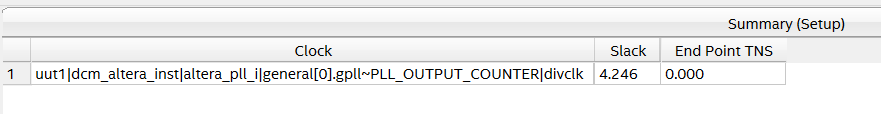 Summary (Setup)
Clock Slack End Point TNS
1 uut1|dcm_altera_inst|altera_pll_i|general[0].gpll~PLL_OUTPUT_COUNTER|divclk 4.246 0.000